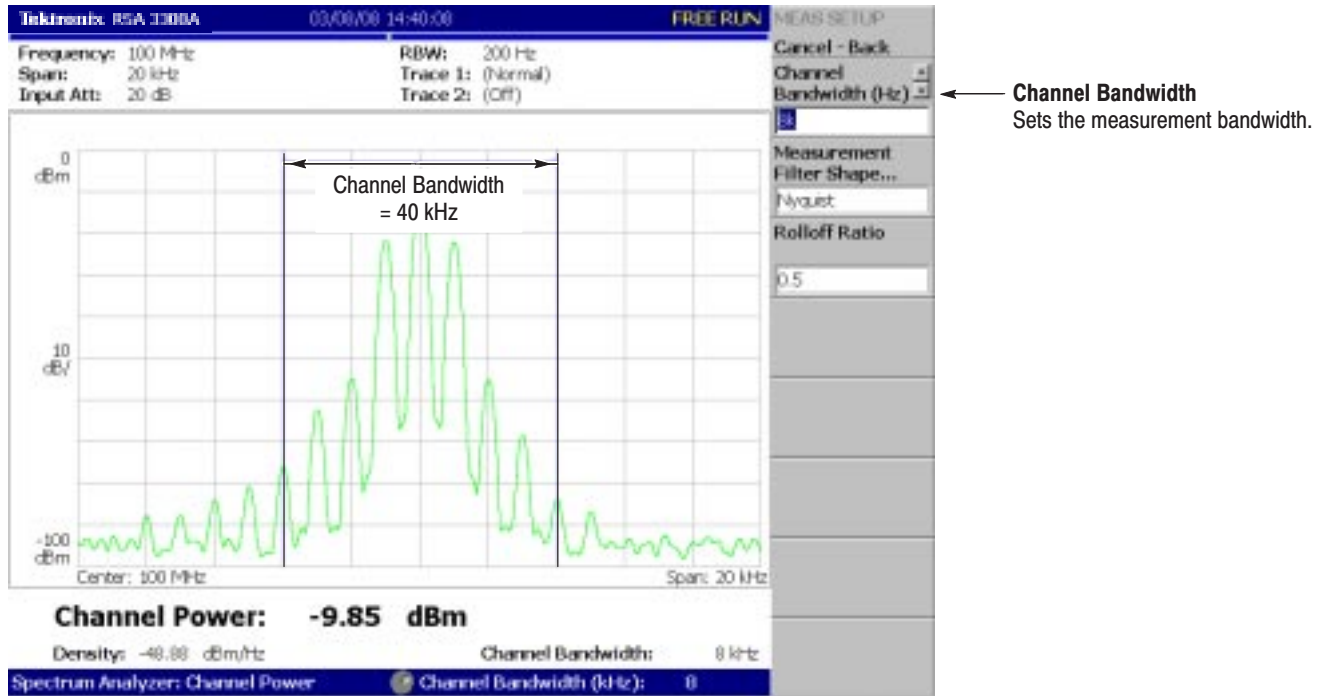 Tektronix RSA 3300A 03/08/08 14:40:08 FREE RUN
Frequency: 100 MHz
Span: 20 kHz
Input Att: 20 dB
RBW: 200 Hz
Trace 1: (Normal)
Trace 2: (Off)
0
dBm
10
dB/
-100
dBm
Channel Bandwidth
= 40 kHz
Center: 100 MHz Span: 20 kHz
Channel Power: -9.85 dBm
Density: -48.88 dBm/Hz Channel Bandwidth: 8 kHz
Spectrum Analyzer: Channel Power Channel Bandwidth (kHz): 8
MEAS SETUP
Cancel - Back
Channel
Bandwidth (Hz)
8k
Measurement
Filter Shape...
Nyquist
Rolloff Ratio
0.5
Channel Bandwidth
Sets the measurement bandwidth.